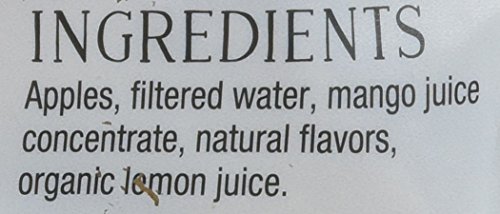 INGREDIENTS
Apples, filtered water, mango juice
concentrate, natural flavors,
organic lemon juice.